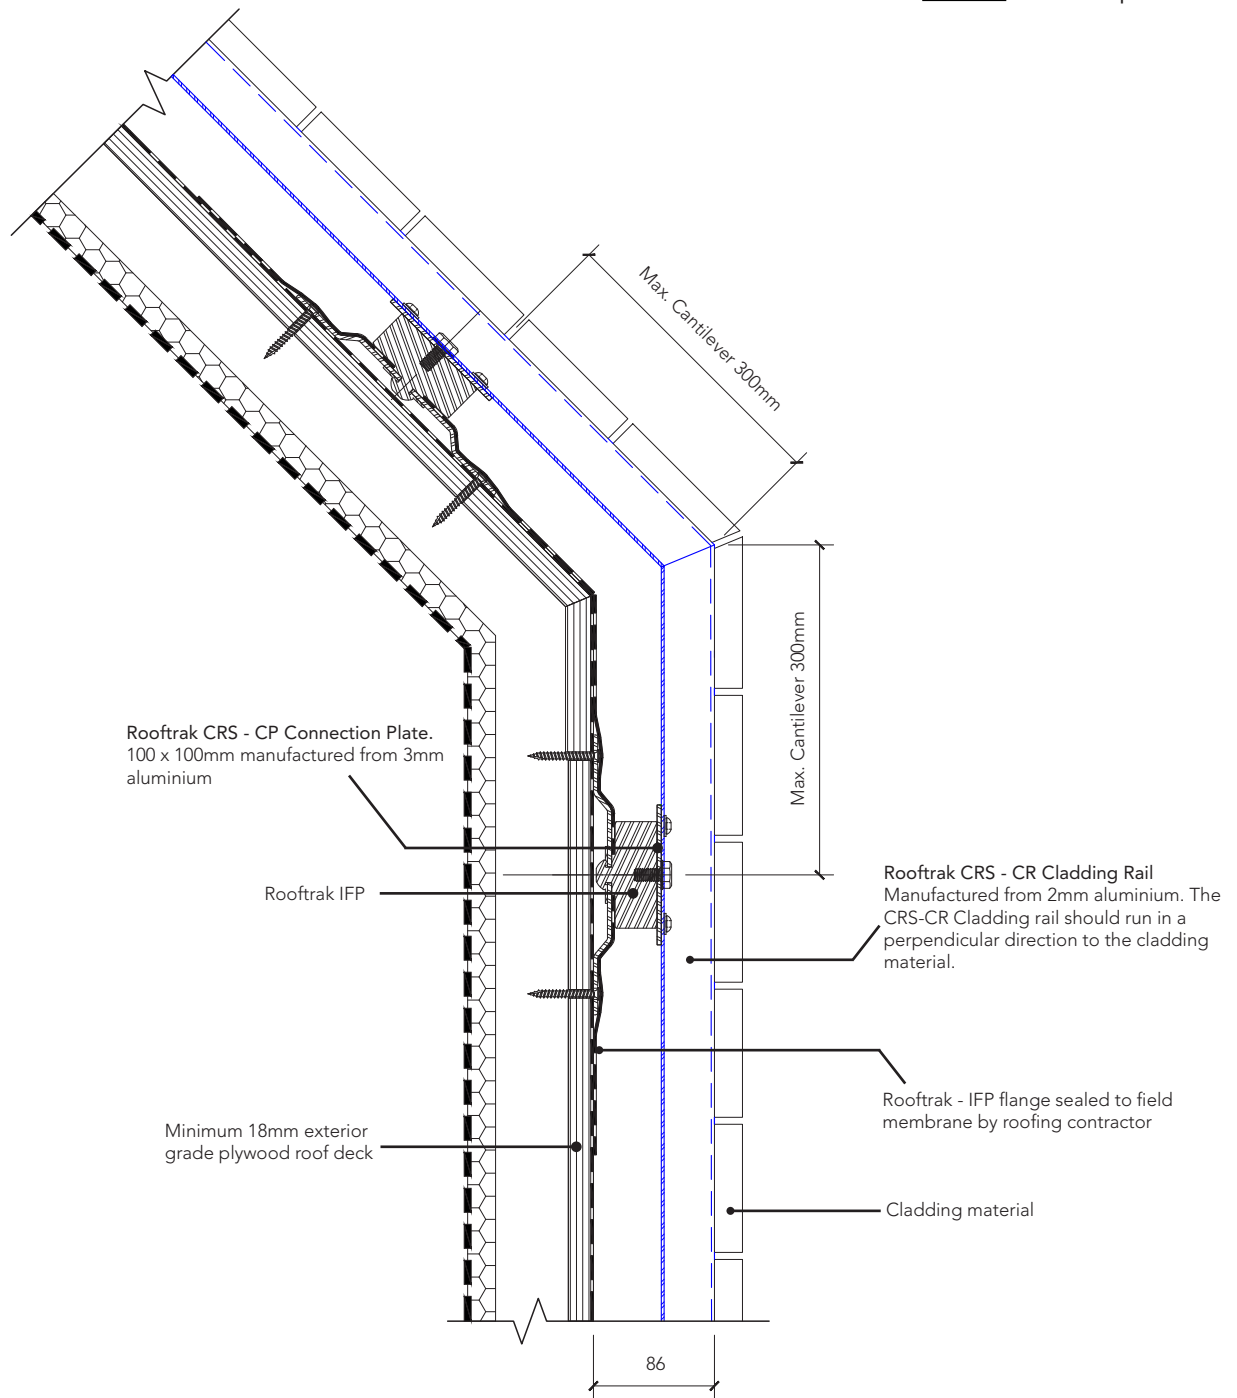 Max. Cantilever 300mm
Max. Cantilever 300mm
Rooftrak CRS - CP Connection Plate.
100 x 100mm manufactured from 3mm
aluminium
Rooftrak IFP
Rooftrak CRS - CR Cladding Rail
Manufactured from 2mm aluminium. The
CRS-CR Cladding rail should run in a
perpendicular direction to the cladding
material.
Rooftrak - IFP flange sealed to field
membrane by roofing contractor
Minimum 18mm exterior
grade plywood roof deck
Cladding material
86